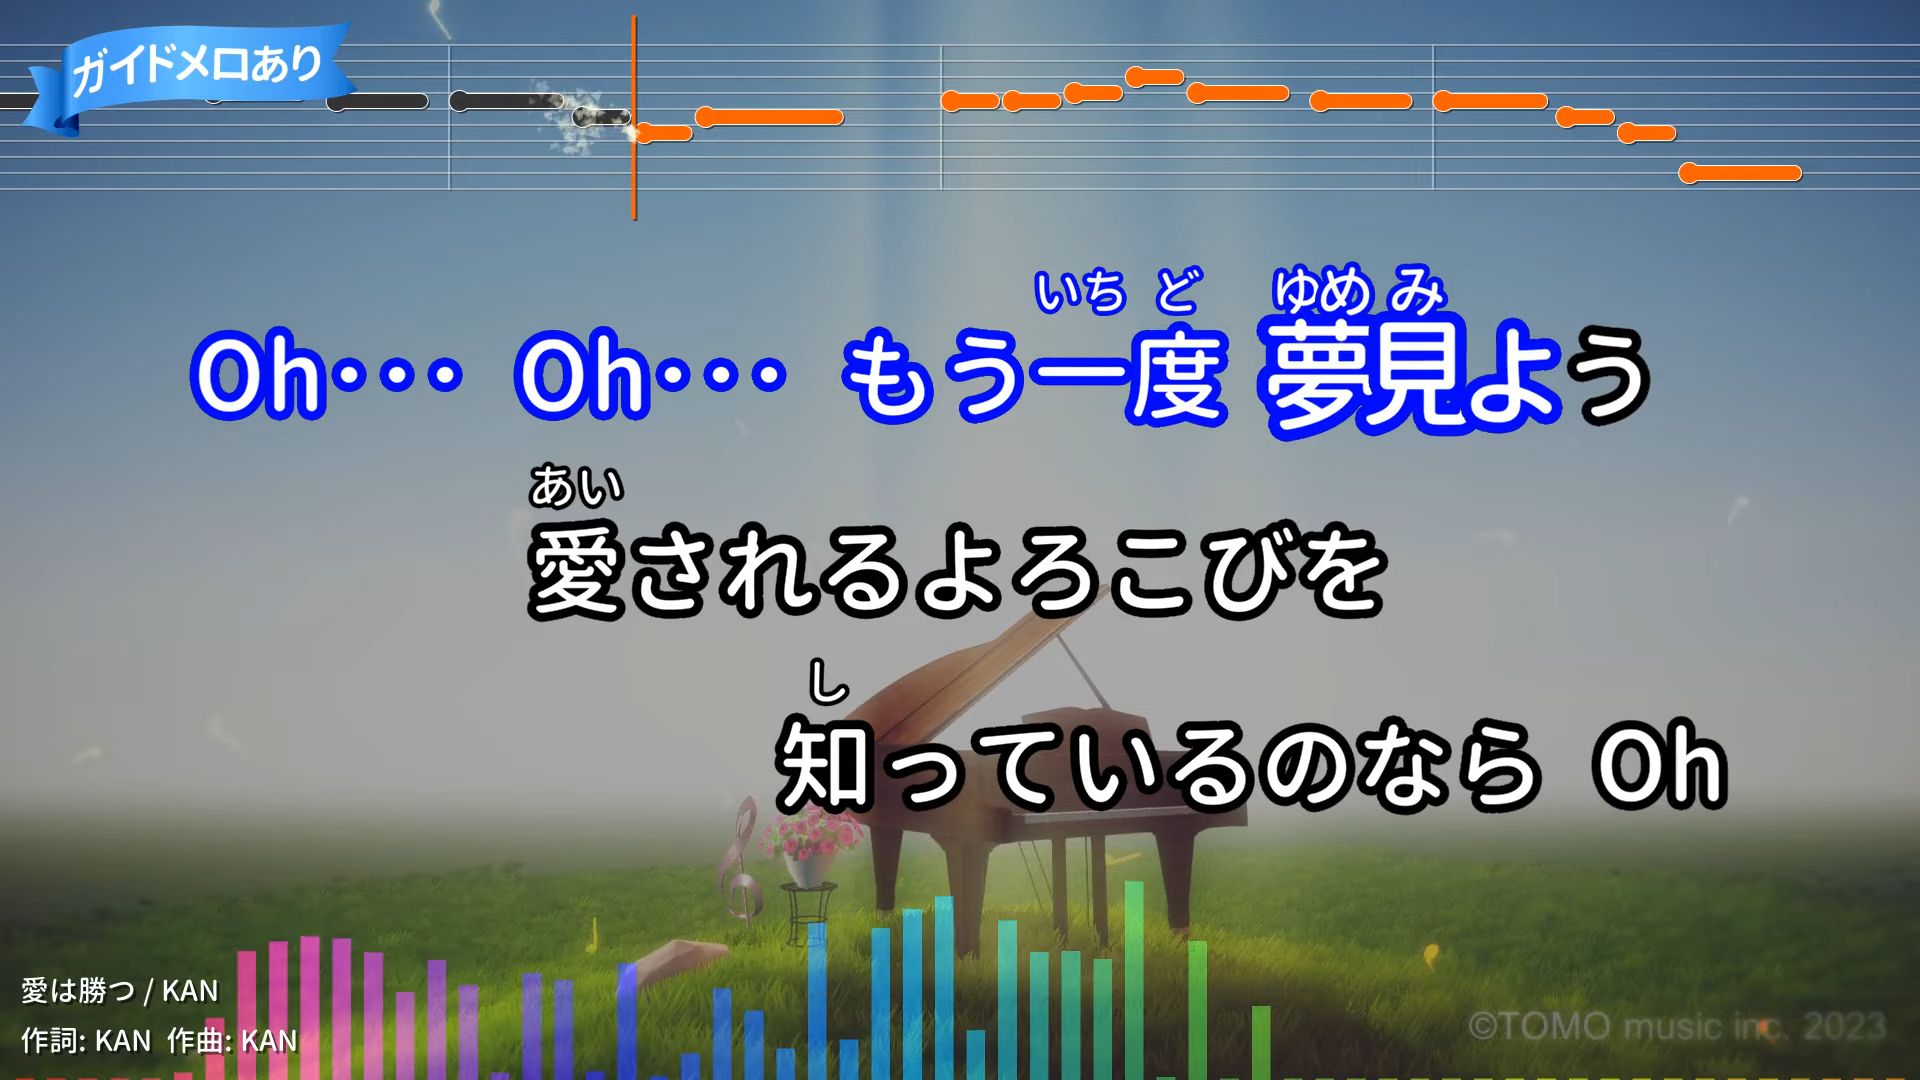 ガイドメロあり
いち ど ゆめ み
Oh･･･ Oh･･･ もう一度 夢見よう
あい
愛されるよろこびを
し
知っているのなら Oh
愛は勝つ / KAN
作詞: KAN 作曲: KAN
©TOMO music inc. 2023